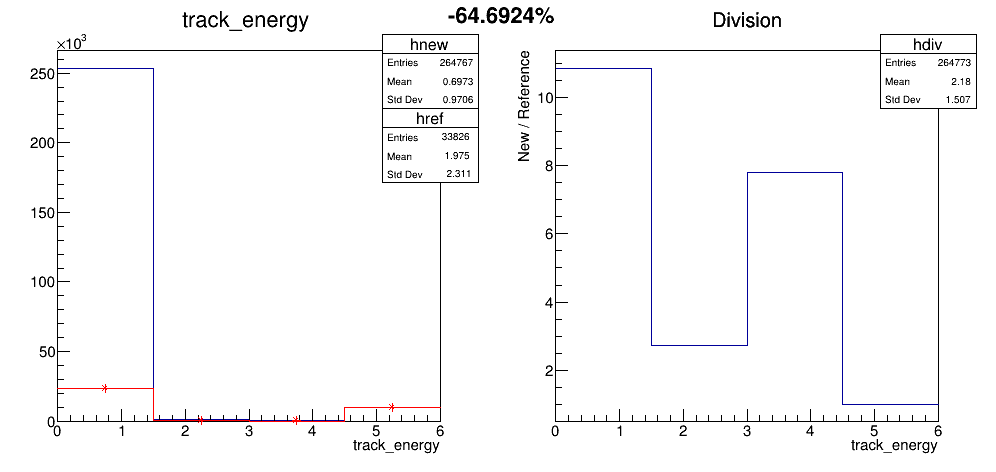 -64.6924%
track_energy
×10³
hnew
Entries 264767
Mean 0.6973
Std Dev 0.9706
href
Entries 33826
Mean 1.975
Std Dev 2.311
250
200
150
100
50
0
0 1 2 3 4 5 6
track_energy
Division
hdiv
Entries 264773
Mean 2.18
Std Dev 1.507
New / Reference
10
8
6
4
2
0 1 2 3 4 5 6
track_energy